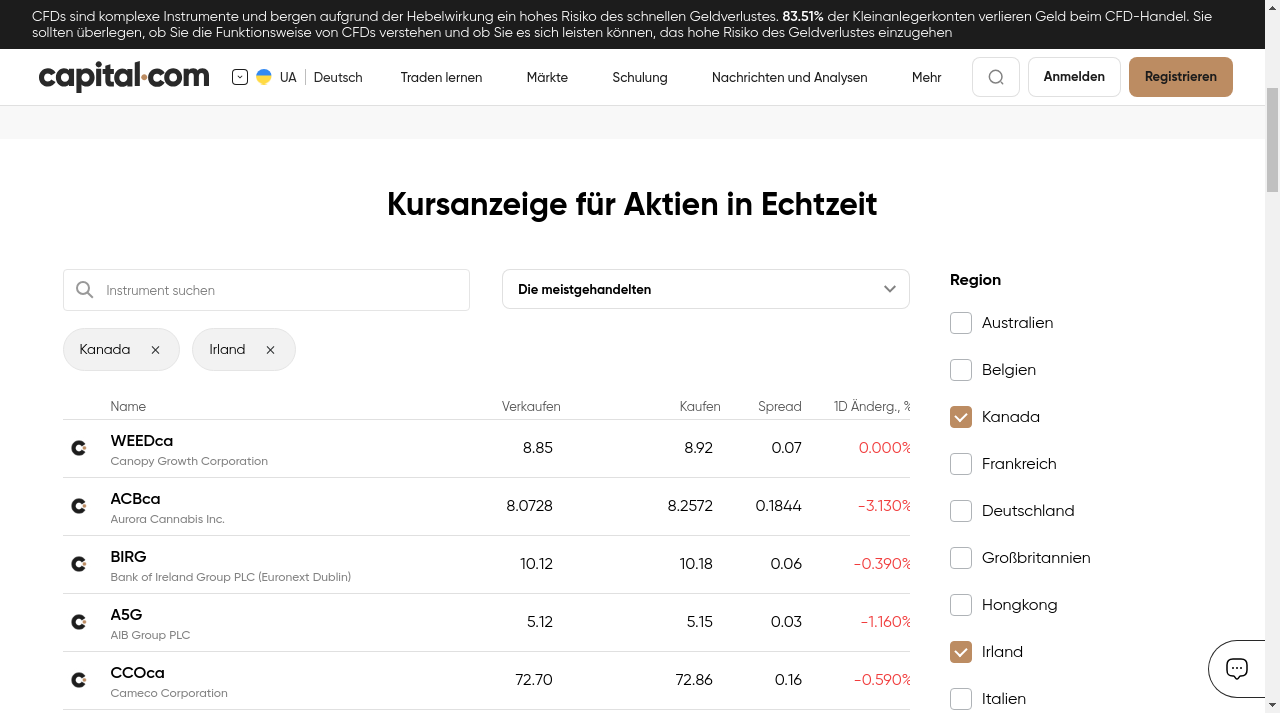 CFDs sind komplexe Instrumente und bergen aufgrund der Hebelwirkung ein hohes Risiko des schnellen Geldverlustes. 83.51% der Kleinanlegerkonten verlieren Geld beim CFD-Handel. Sie
sollten überlegen, ob Sie die Funktionsweise von CFDs verstehen und ob Sie es sich leisten können, das hohe Risiko des Geldverlustes einzugehen
capital.com UA Deutsch Traden lernen Märkte Schulung Nachrichten und Analysen Mehr Anmelden Registrieren
Kursanzeige für Aktien in Echtzeit
Instrument suchen
Die meistgehandelten
Kanada Irland
Name Verkaufen Kaufen Spread 1D Änderg., %
WEEDca 8.85 8.92 0.07 0.000%
Canopy Growth Corporation
ACBca 8.0728 8.2572 0.1844 -3.130%
Aurora Cannabis Inc.
BIRG 10.12 10.18 0.06 -0.390%
Bank of Ireland Group PLC (Euronext Dublin)
A5G 5.12 5.15 0.03 -1.160%
AIB Group PLC
CCOca 72.70 72.86 0.16 -0.590%
Cameco Corporation
Region
Australien
Belgien
Kanada
Frankreich
Deutschland
Großbritannien
Hongkong
Irland
Italien